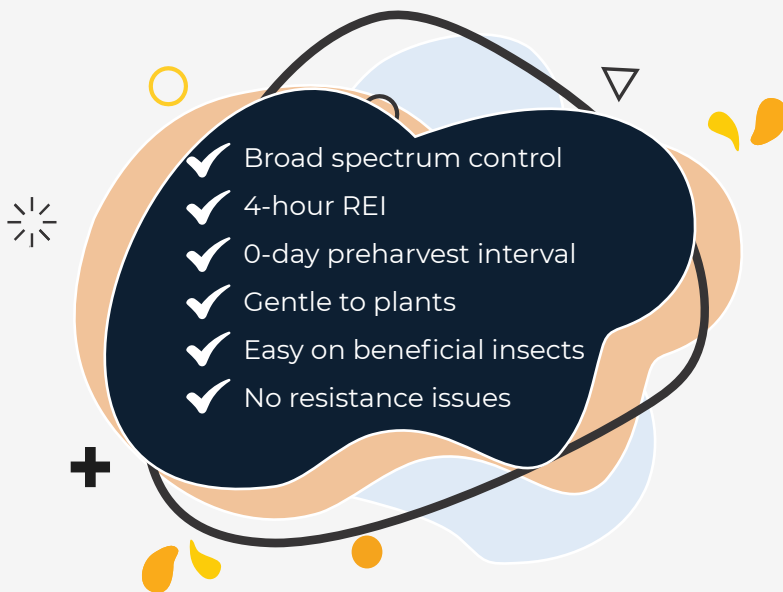 Broad spectrum control
4-hour REI
0-day preharvest interval
Gentle to plants
Easy on beneficial insects
No resistance issues